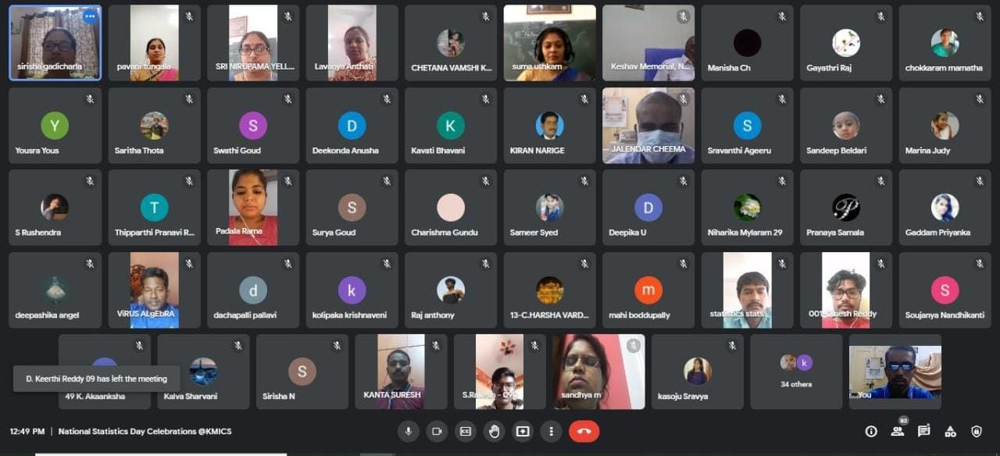 sirisha gadicharla
pavani tungala
SRI NIRUPAMA YELL...
Lavanya Anthati
CHETANA VAMSHI K...
suma uthkam
Keshav Memorial, N...
Manisha Ch
Gayathri Raj
chokkaram mamatha
Y
Yousra Yous
Saritha Thota
S
Swathi Goud
D
Deekonda Anusha
K
Kavati Bhavani
KIRAN NARIGE
JALENDAR CHEEMA
S
Sravanthi Ageeru
Sandeep Beldari
Marina Judy
S Rushendra
T
Thipparthi Pranavi R...
Padala Rama
S
Surya Goud
Charishma Gundu
Sameer Syed
D
Deepika U
Niharika Mylaram 29
P
Pranaya Samala
Gaddam Priyanka
deepashika angel
ViRUS ALgEbRA
d
dachapalli pallavi
k
kolipaka krishnaveni
Raj anthony
13-C.HARSHA VARD...
m
mahi boddupally
statistics stats
001_Dinesh Reddy
S
Soujanya Nandhikanti
D. Keerthi Reddy 09 has left the meeting
49 K. Akaanksha
Kalva Sharvani
S
Sirisha N
KANTA SURESH
S.Rakesh - 09
sandhya m
kasoju Sravya
k
34 others
You
12:49 PM | National Statistics Day Celebrations @KMICS
82